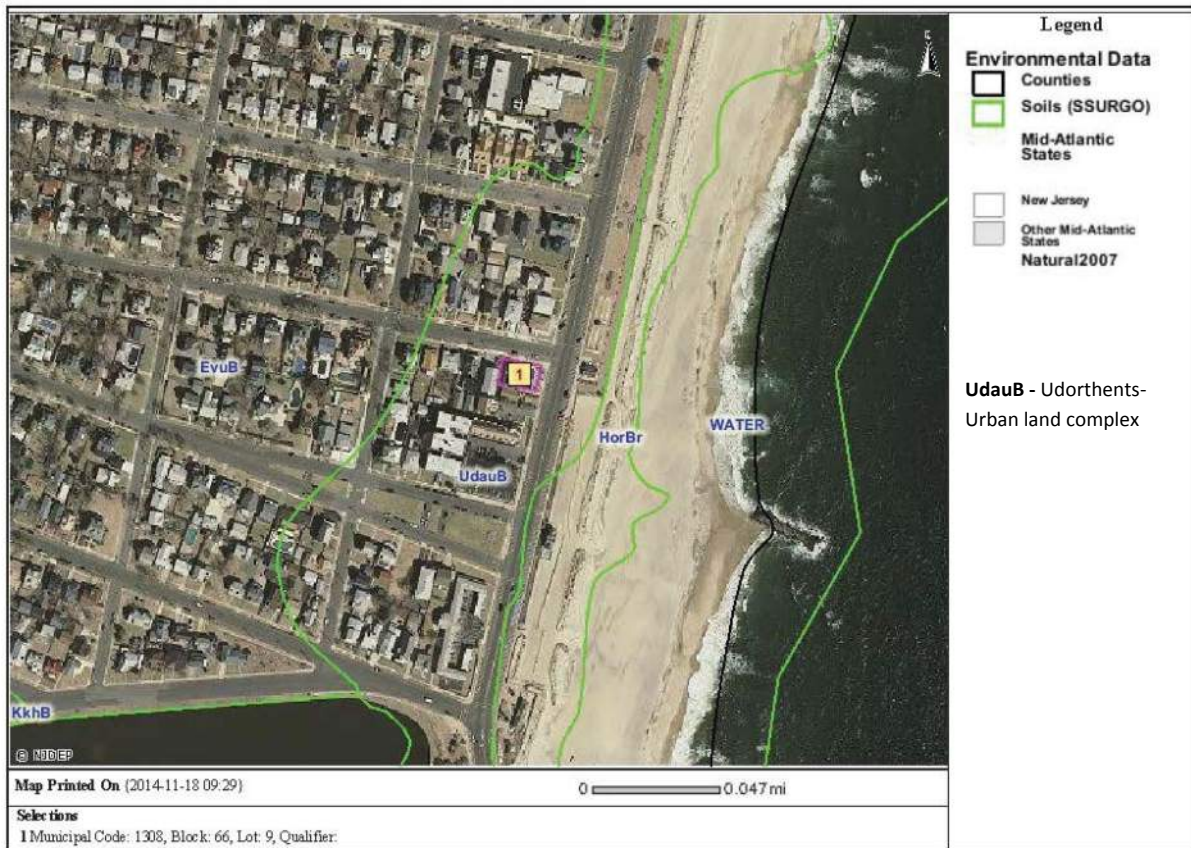 Legend
Environmental Data
Counties
Soils (SSURGO)
Mid-Atlantic
States
New Jersey
Other Mid-Atlantic
States
Natural2007
UdauB - Udorthents-
Urban land complex
1
EvuB
HorBr
WATER
UdauB
KkhB
© NJDEP
Map Printed On (2014-11-18 09:29)
0 0.047 mi
Selections
1 Municipal Code: 1308, Block: 66, Lot: 9, Qualifier: